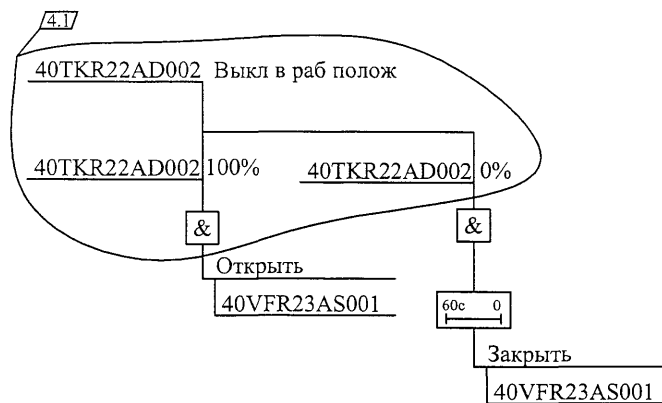 4.1
40TKR22AD002 Выкл в раб полож
40TKR22AD002 100%
40TKR22AD002 0%
&
&
Открыть
40VFR23AS001
60с 0
Закрыть
40VFR23AS001